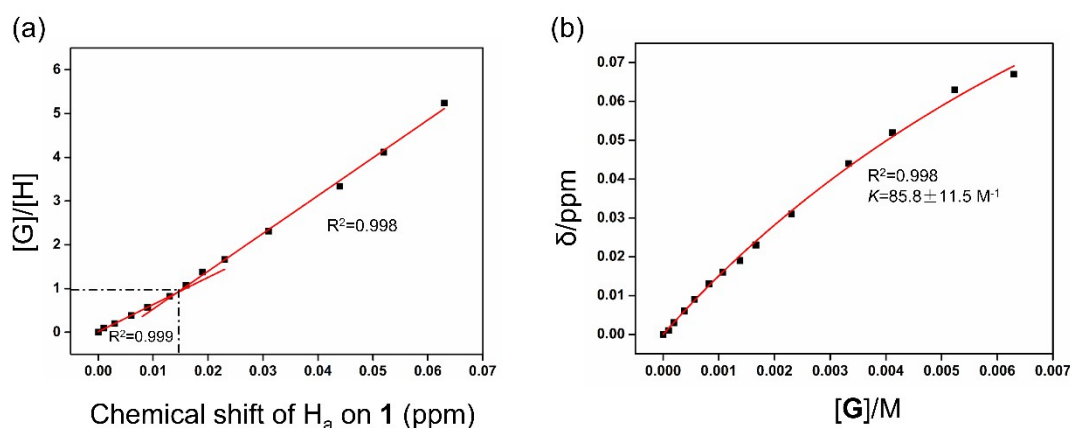 (a)
[G]/[H]
6
5
4
3
2
1
0
R²=0.998
R²=0.999
0.00 0.01 0.02 0.03 0.04 0.05 0.06 0.07
Chemical shift of Hₐ on 1 (ppm)
(b)
δ/ppm
0.07
0.06
0.05
0.04
0.03
0.02
0.01
0.00
R²=0.998
K=85.8±11.5 M⁻¹
0.000 0.001 0.002 0.003 0.004 0.005 0.006 0.007
[G]/M